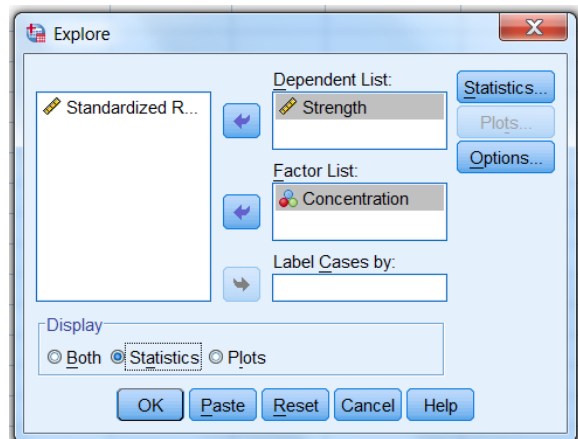 Explore
Dependent List:
Standardized R...
Strength
Statistics...
Plots...
Options...
Factor List:
Concentration
Label Cases by:
Display
Both Statistics Plots
OK Paste Reset Cancel Help